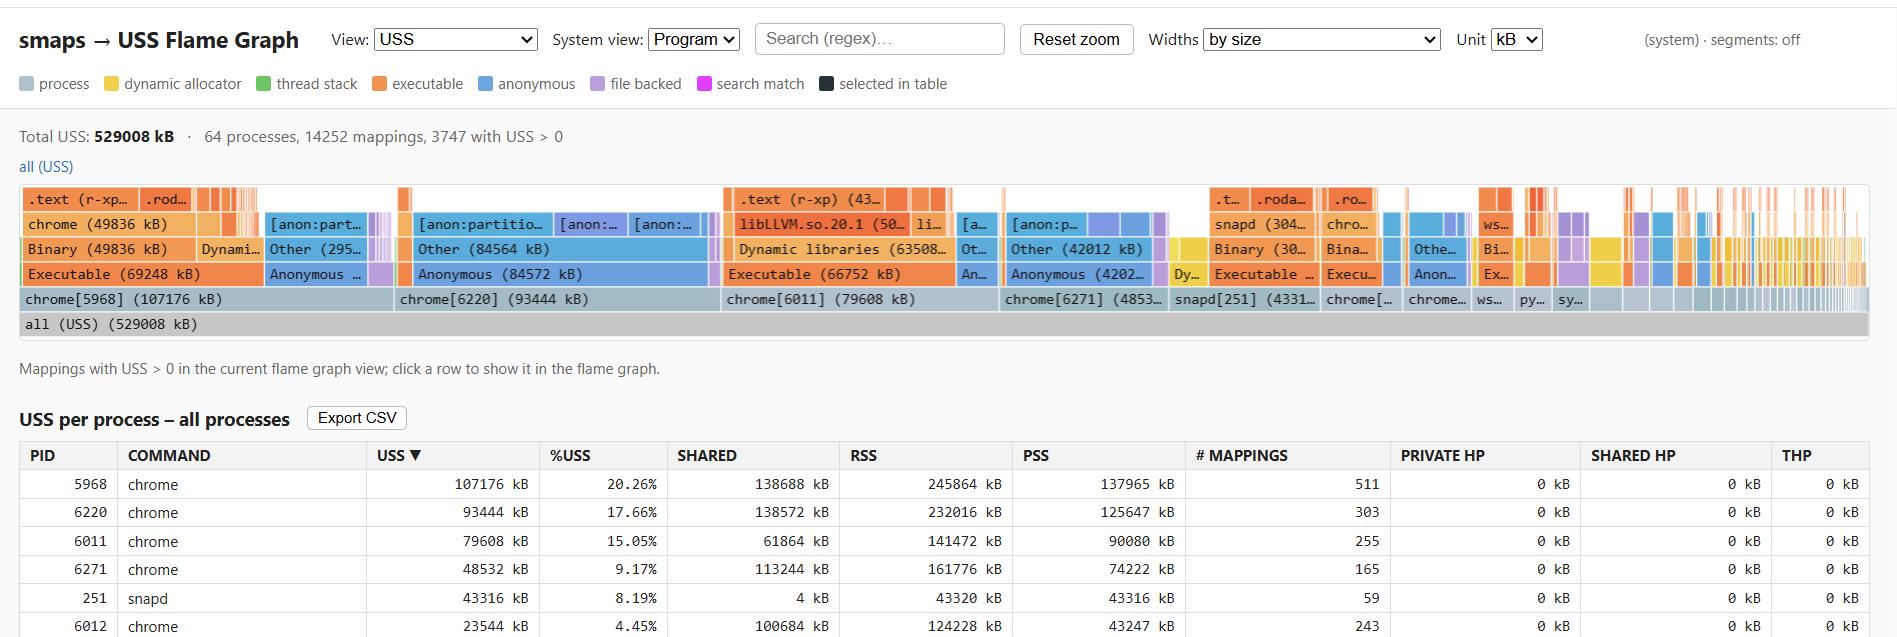 smaps → USS Flame Graph View: USS System view: Program Search (regex)… Reset zoom Widths by size Unit kB (system) · segments: off
process dynamic allocator thread stack executable anonymous file backed search match selected in table
Total USS: 529008 kB · 64 processes, 14252 mappings, 3747 with USS > 0
all (USS)
.text (r-xp… .rod… .text (r-xp) (43… .t… .roda… .ro…
chrome (49836 kB) [anon:part… [anon:partitio… [anon:… [anon:… libLLVM.so.20.1 (50… li… [a… [anon:p… snapd (304… chro… ws…
Binary (49836 kB) Dynami… Other (295… Other (84564 kB) Dynamic libraries (63508… Ot… Other (42012 kB) Binary (30… Bina… Othe… Bi…
Executable (69248 kB) Anonymous … Anonymous (84572 kB) Executable (66752 kB) An… Anonymous (4202… Dy… Executable … Execu… Anon… Ex…
chrome[5968] (107176 kB) chrome[6220] (93444 kB) chrome[6011] (79608 kB) chrome[6271] (4853… snapd[251] (4331… chrome[… chrome… ws… py… sy…
all (USS) (529008 kB)
Mappings with USS > 0 in the current flame graph view; click a row to show it in the flame graph.
USS per process – all processes Export CSV
PID COMMAND USS ▼ %USS SHARED RSS PSS # MAPPINGS PRIVATE HP SHARED HP THP
5968 chrome 107176 kB 20.26% 138688 kB 245864 kB 137965 kB 511 0 kB 0 kB 0 kB
6220 chrome 93444 kB 17.66% 138572 kB 232016 kB 125647 kB 303 0 kB 0 kB 0 kB
6011 chrome 79608 kB 15.05% 61864 kB 141472 kB 90080 kB 255 0 kB 0 kB 0 kB
6271 chrome 48532 kB 9.17% 113244 kB 161776 kB 74222 kB 165 0 kB 0 kB 0 kB
251 snapd 43316 kB 8.19% 4 kB 43320 kB 43316 kB 59 0 kB 0 kB 0 kB
6012 chrome 23544 kB 4.45% 100684 kB 124228 kB 43247 kB 243 0 kB 0 kB 0 kB